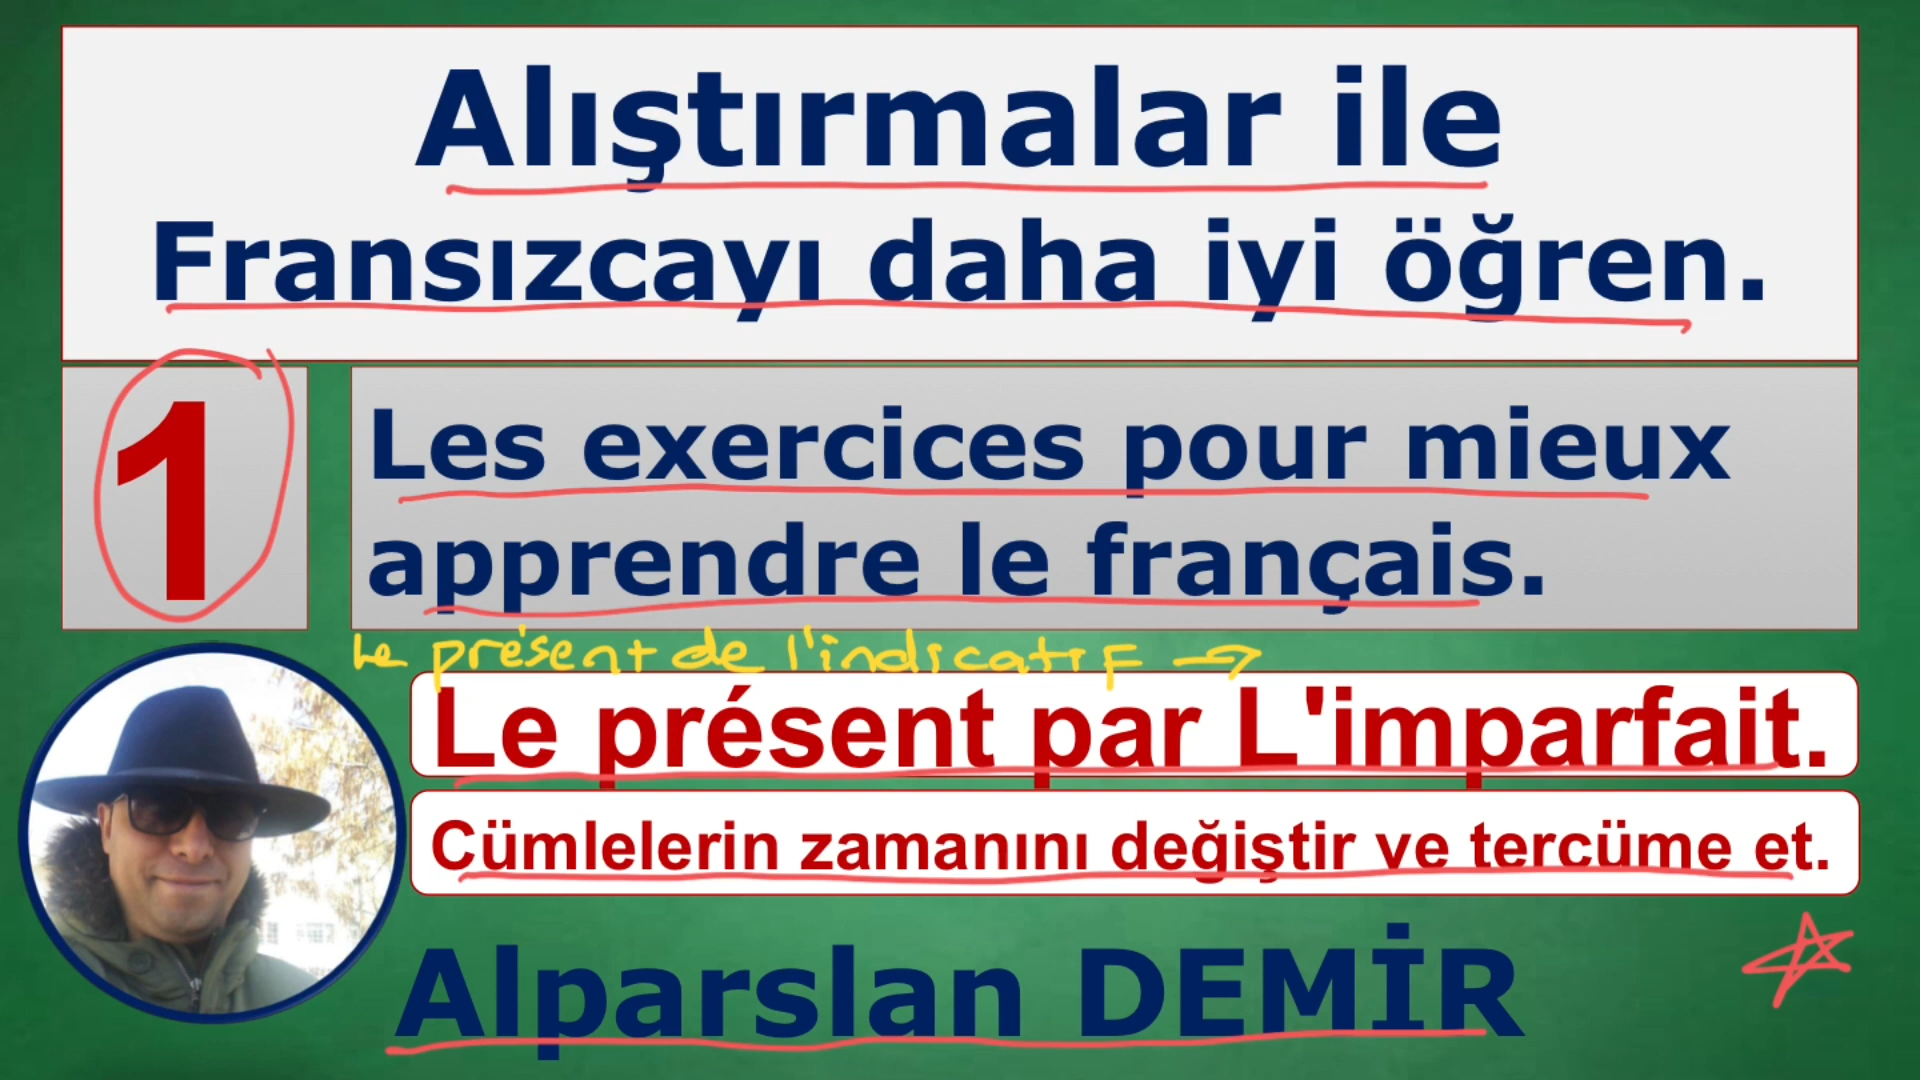 Alıştırmalar ile
Fransızcayı daha iyi öğren.
1
Les exercices pour mieux
apprendre le français.
Le présent de l'indicatif →
Le présent par L'imparfait.
Cümlelerin zamanını değiştir ve tercüme et.
Alparslan DEMİR